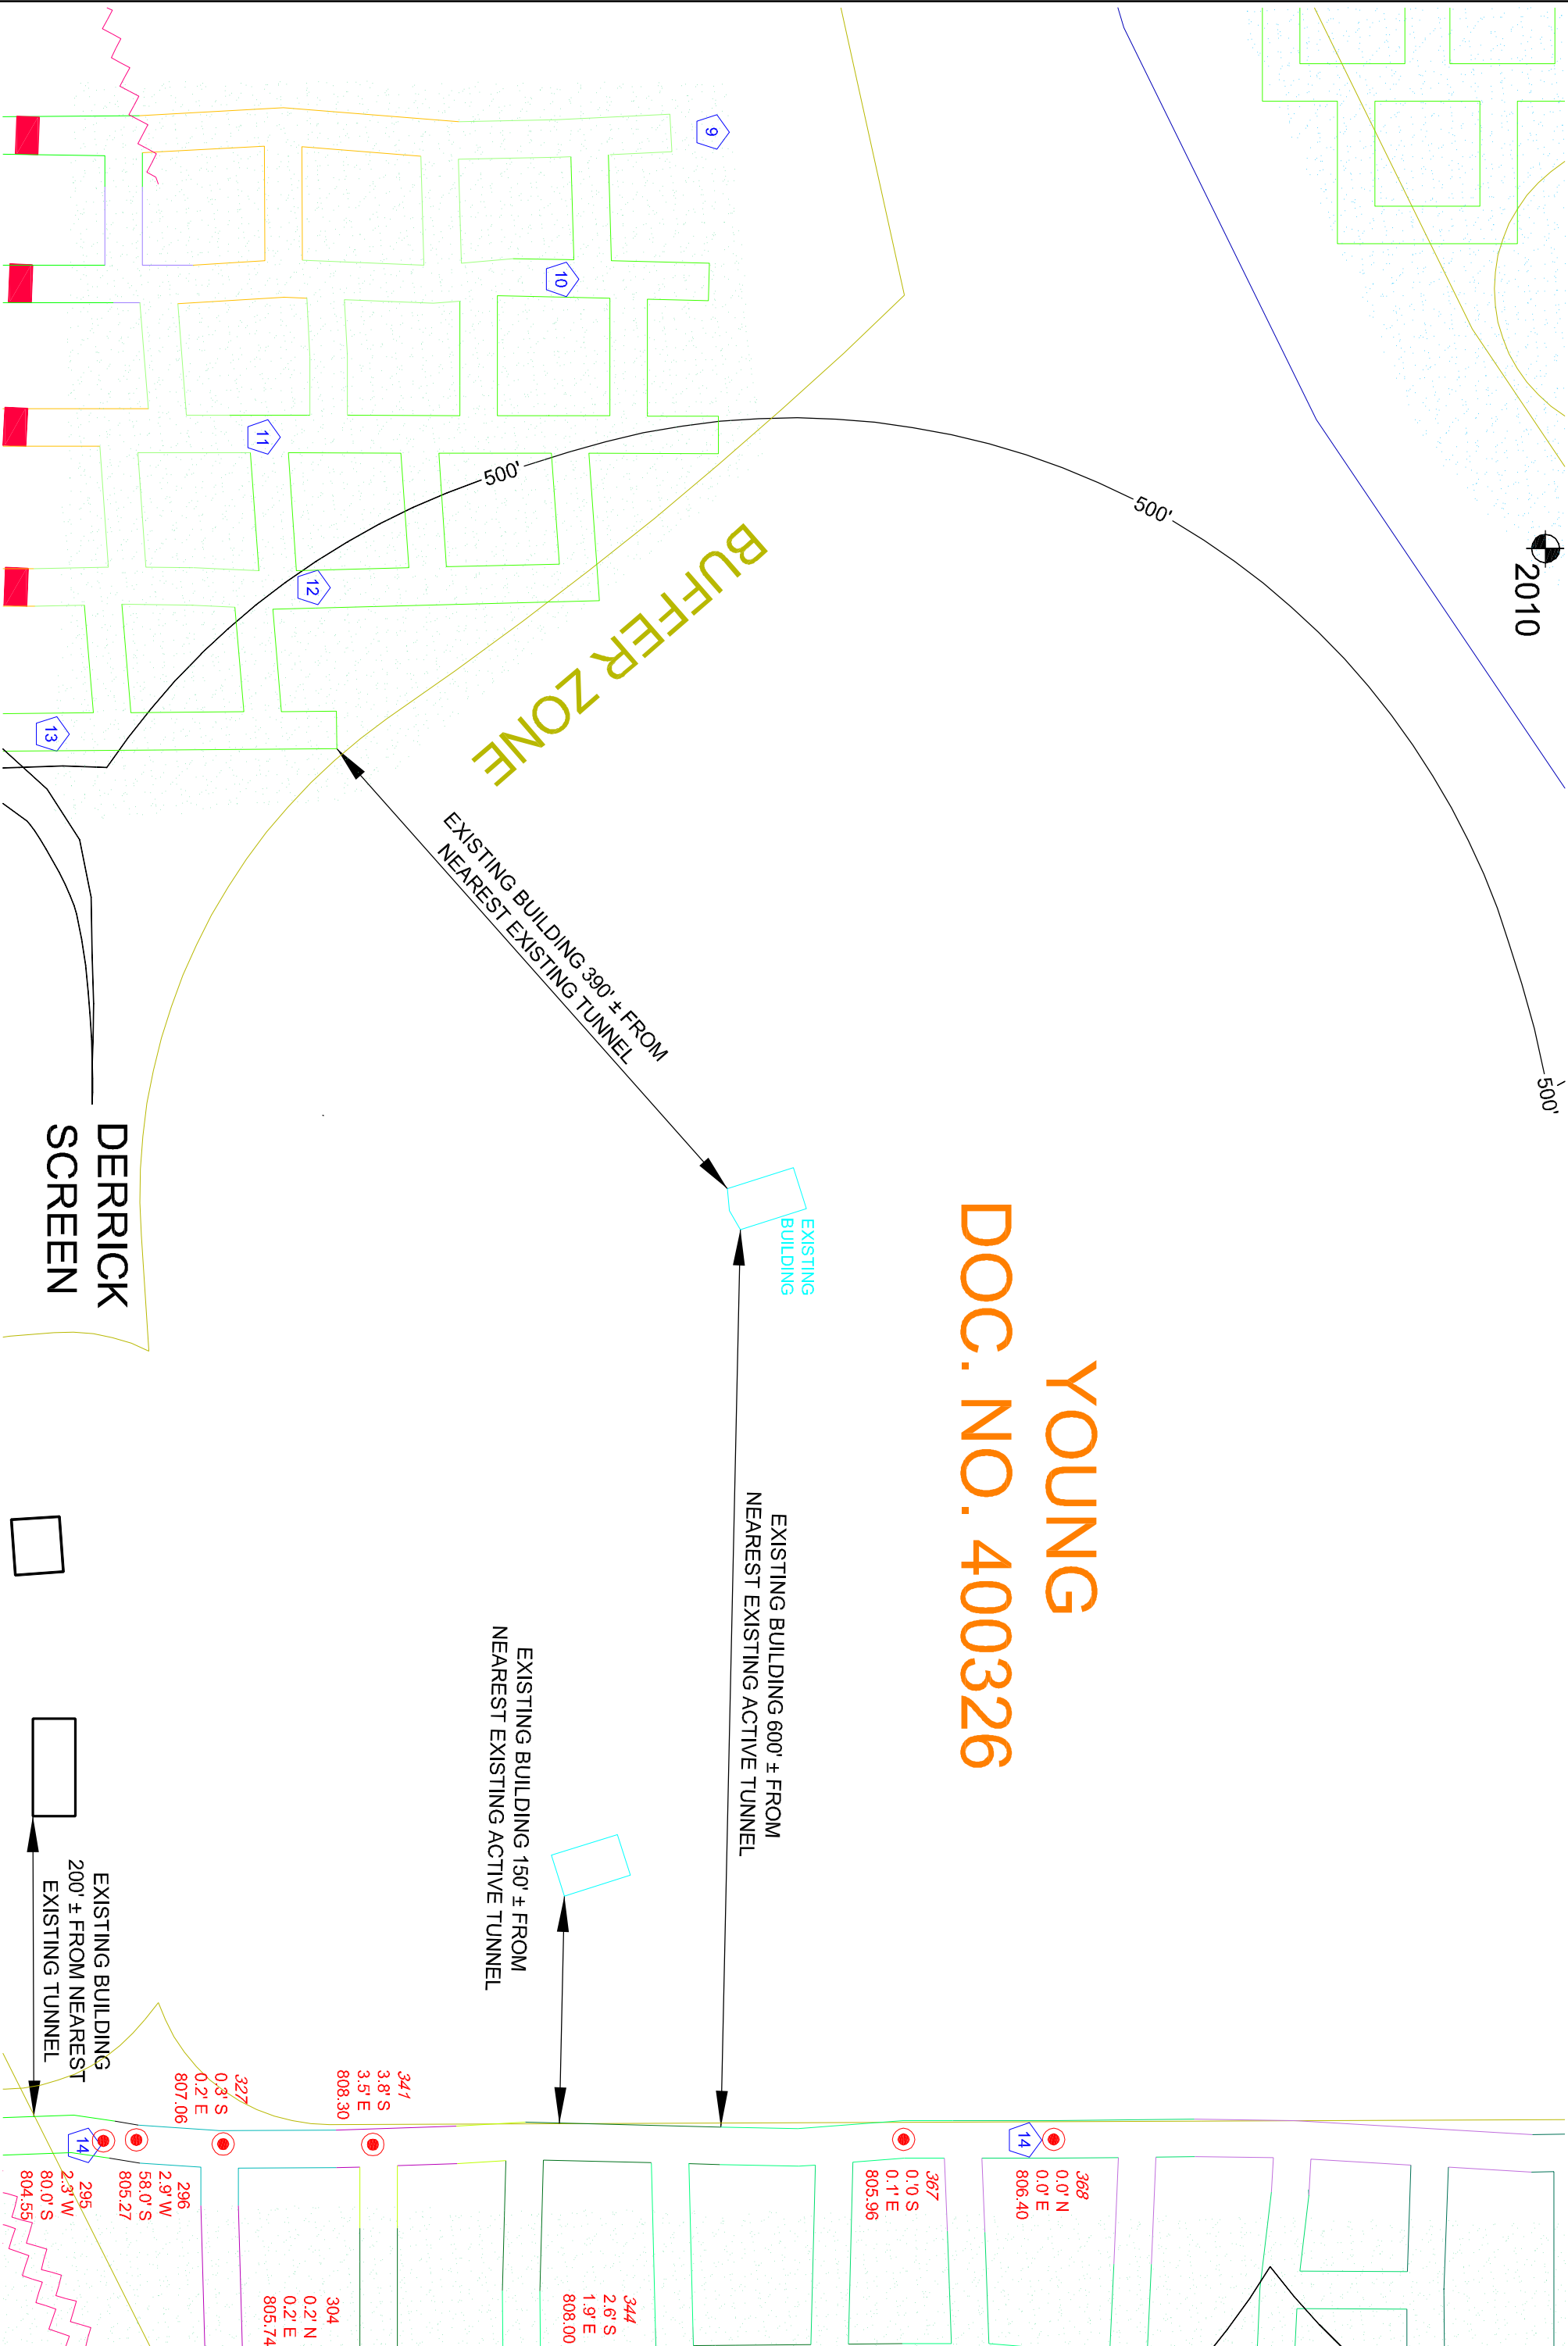 9
10
11
12
13
500'
500'
500'
2010
BUFFER ZONE
EXISTING BUILDING 390' ± FROM
NEAREST EXISTING TUNNEL
DERRICK
SCREEN
EXISTING
BUILDING
YOUNG
DOC. NO. 400326
EXISTING BUILDING 600' ± FROM
NEAREST EXISTING ACTIVE TUNNEL
EXISTING BUILDING 150' ± FROM
NEAREST EXISTING ACTIVE TUNNEL
EXISTING BUILDING
200' ± FROM NEAREST
EXISTING TUNNEL
341
3.8' S
3.5' E
808.30
327
0.3' S
0.2' E
807.06
14
14
368
0.0' N
0.0' E
806.40
367
0.'0 S
0.1' E
805.96
296
2.9' W
58.0' S
805.27
295
2.3' W
80.0' S
804.55
344
2.6' S
1.9' E
808.00
304
0.2' N
0.2' E
805.74